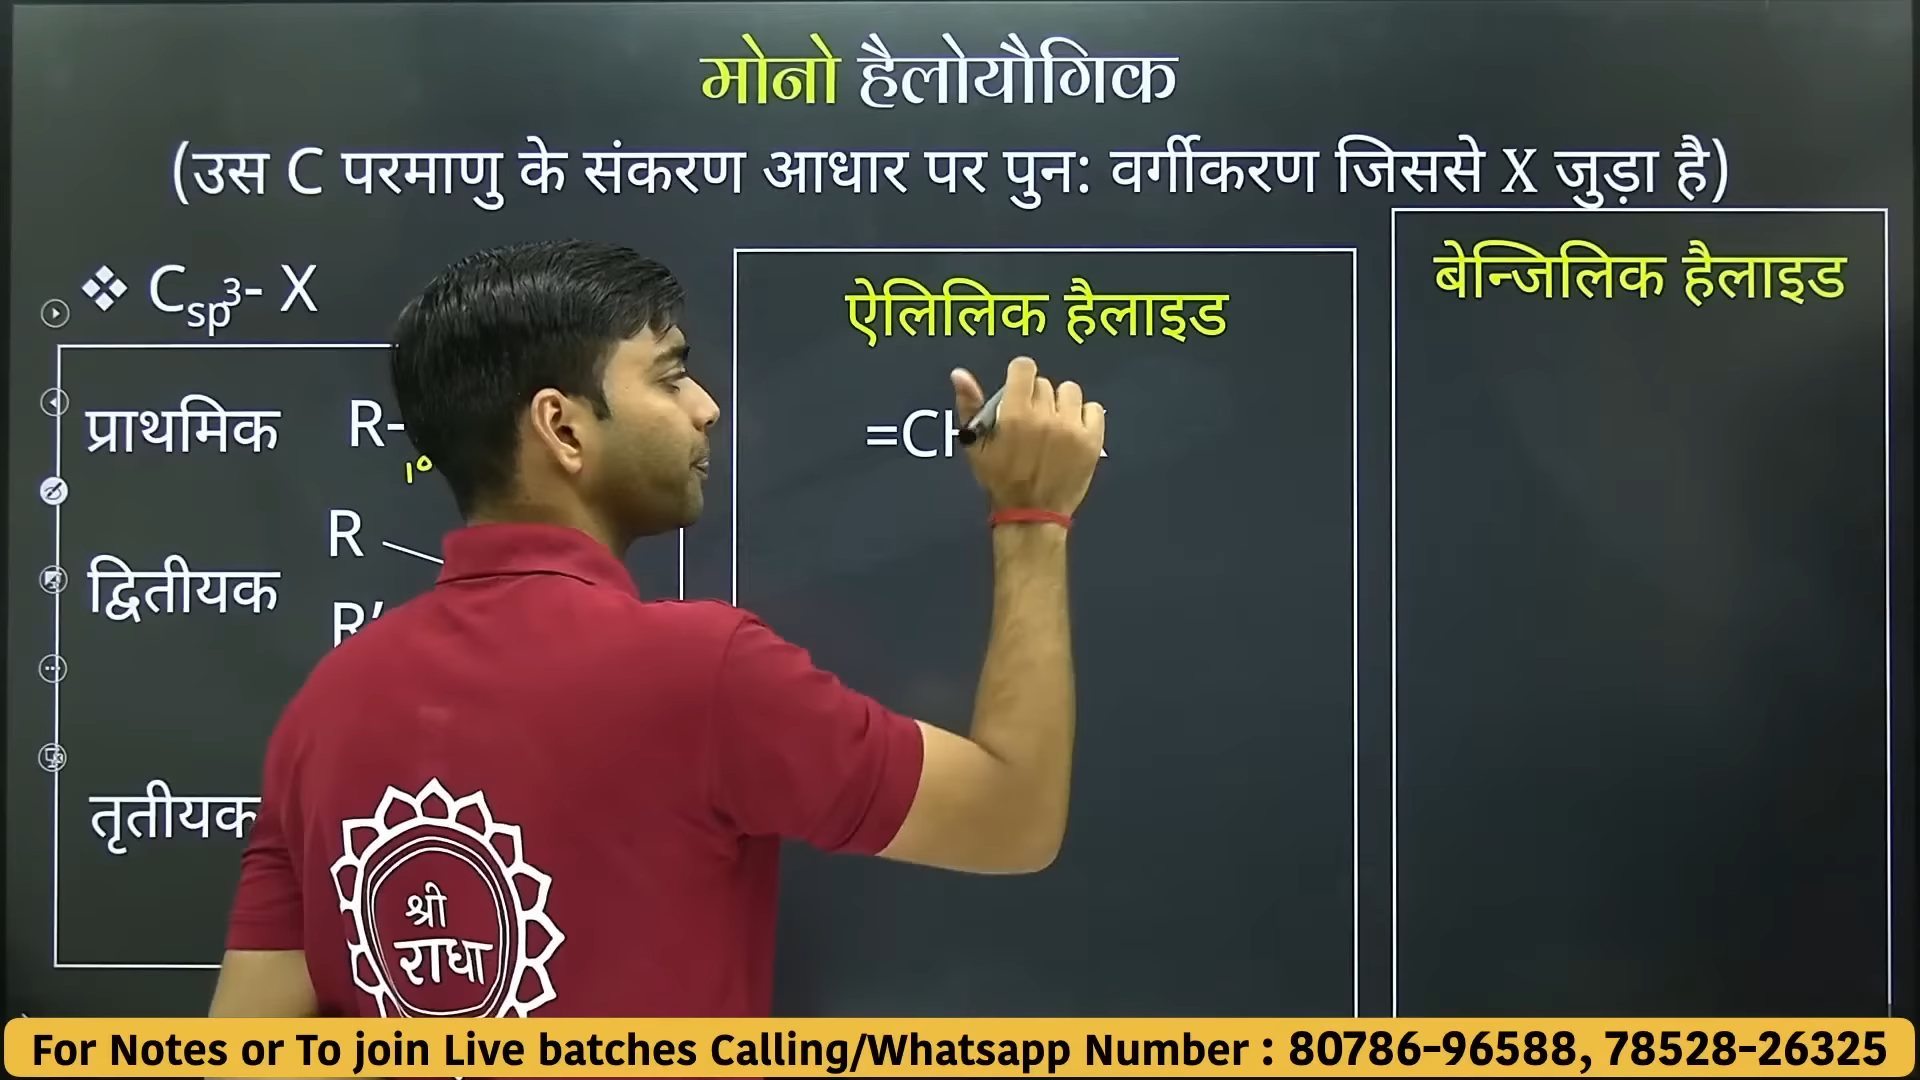 मोनो हैलोयौगिक
(उस C परमाणु के संकरण आधार पर पुन: वर्गीकरण जिससे X जुड़ा है)
❖ Csp3- X
प्राथमिक R-
1°
R
द्वितीयक
R’
तृतीयक
ऐलिलिक हैलाइड
=CH
बेन्जिलिक हैलाइड
श्री
राधा
For Notes or To join Live batches Calling/Whatsapp Number : 80786-96588, 78528-26325